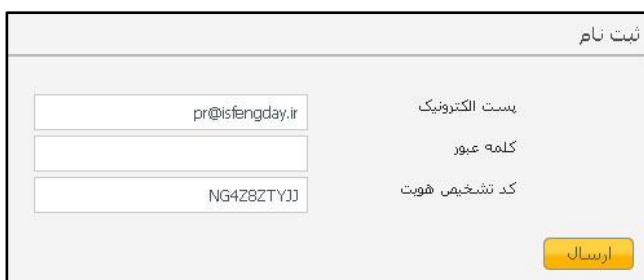 ثبت نام
پست الکترونیک
pr@isfengday.ir
کلمه عبور
کد تشخیص هویت
NG4Z8ZTYJJ
ارسال